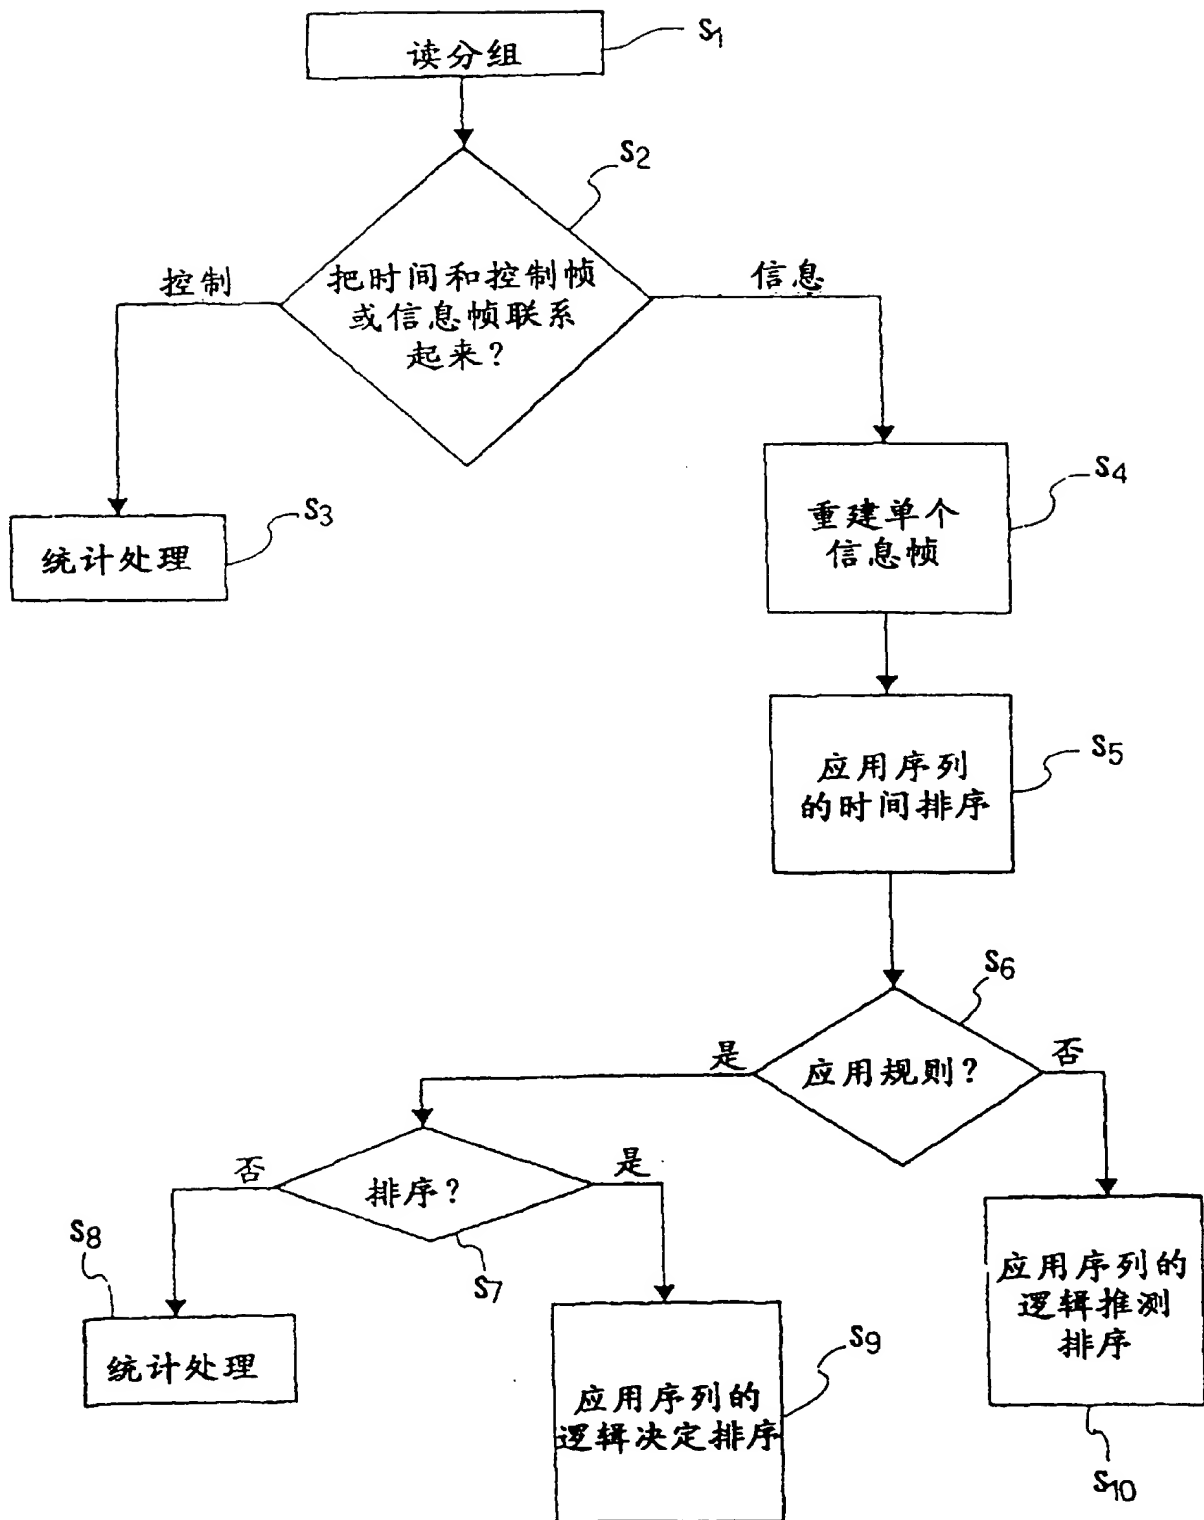 读分组
S1
S2
控制
把时间和控制帧
或信息帧联系
起来？
信息
S3
统计处理
S4
重建单个
信息帧
S5
应用序列
的时间排序
S6
是
应用规则？
否
否
排序？
是
S7
S8
统计处理
S9
应用序列的
逻辑决定排序
应用序列的
逻辑推测
排序
S10